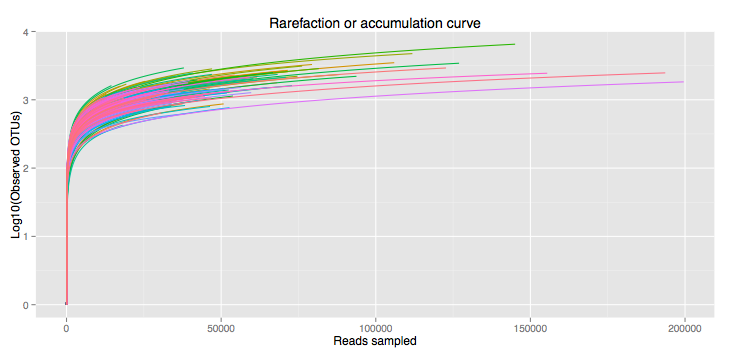 Rarefaction or accumulation curve
Log10(Observed OTUs)
4
3
2
1
0
0 50000 100000 150000 200000
Reads sampled